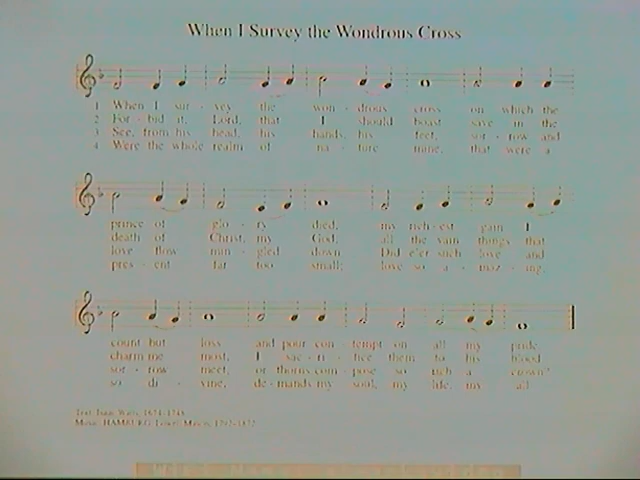 When I Survey the Wondrous Cross
1 When I sur - vey the won - drous cross on which the
2 For - bid it, Lord, that I should boast save in the
3 See, from his head, his hands, his feet, sor - row and
4 Were the whole realm of na - ture mine, that were a
prince of glo - ry died, my rich - est gain I
death of Christ, my God; all the vain things that
love flow min - gled down. Did e'er such love and
pres - ent far too small; love so a - maz - ing,
count but loss and pour con - tempt on all my pride.
charm me most, I sac - ri - fice them to his blood.
sor - row meet, or thorns com - pose so rich a crown?
so di - vine, de - mands my soul, my life, my all.
Text: Isaac Watts, 1674-1748
Music: HAMBURG, Lowell Mason, 1792-1872